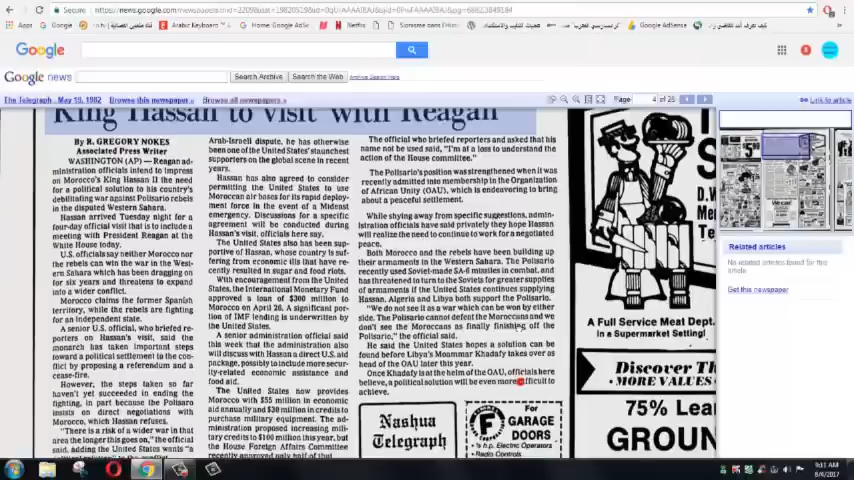 Secure
Apps
Google
Arabic Keyboard
Home Google AdSense
Netflix
Google AdSense
Google
Google news
Search Archive
Search the Web
Advanced Search
The Telegraph - May 19, 1982
Browse this newspaper »
Browse all newspapers »
Page
4
of 28
Link to article
King Hassan to visit with Reagan
By R. GREGORY NOKES
Associated Press Writer
WASHINGTON (AP) — Reagan ad-
ministration officials intend to impress
on Morocco's King Hassan II the need
for a political solution to his country's
debilitating war against Polisario rebels
in the disputed Western Sahara.
Hassan arrived Tuesday night for a
four-day official visit that is to include a
meeting with President Reagan at the
White House today.
U.S. officials say neither Morocco nor
the rebels can win the war in the West-
ern Sahara which has been dragging on
for six years and threatens to expand
into a wider conflict.
Morocco claims the former Spanish
territory, while the rebels are fighting
for an independent state.
A senior U.S. official, who briefed re-
porters on Hassan's visit, said the
monarch has taken important steps
toward a political settlement to the con-
flict by proposing a referendum and a
cease-fire.
However, the steps taken so far
haven't yet succeeded in ending the
fighting, in part because the Polisario
insists on direct negotiations with
Morocco, which Hassan refuses.
"There is a risk of a wider war in that
area the longer this goes on," the official
said, adding the United States wants "a
Arab-Israeli dispute, he has otherwise
been one of the United States' staunchest
supporters on the global scene in recent
years.
Hassan has also agreed to consider
permitting the United States to use
Moroccan air bases for its rapid deploy-
ment force in the event of a Mideast
emergency. Discussions for a specific
agreement will be conducted during
Hassan's visit, officials here say.
The United States also has been sup-
portive of Hassan, whose country is suf-
fering from economic ills that have re-
cently resulted in sugar and food riots.
With encouragement from the United
States, the International Monetary Fund
approved a loan of $300 million to
Morocco on April 26. A significant por-
tion of IMF lending is underwritten by
the United States.
A senior administration official said
this week that the administration also
will discuss with Hassan a direct U.S. aid
package, possibly to include more secur-
ity-related economic assistance and
food aid.
The United States now provides
Morocco with $55 million in economic
aid annually and $30 million in credits to
purchase military equipment. The ad-
ministration proposed increasing mili-
tary credits to $100 million this year, but
the House Foreign Affairs Committee
The official who briefed reporters and asked that his
name not be used said, "I'm at a loss to understand the
action of the House committee."
The Polisario's position was strengthened when it was
recently admitted into membership in the Organization
of African Unity (OAU), which is endeavoring to bring
about a peaceful settlement.
While shying away from specific suggestions, admin-
istration officials have said privately they hope Hassan
will realize the need to continue to work for a negotiated
peace.
Both Morocco and the rebels have been building up
their armaments in the Western Sahara. The Polisario
recently used Soviet-made SA-6 missiles in combat, and
has threatened to turn to the Soviets for greater supplies
of armaments if the United States continues supplying
Hassan. Algeria and Libya both support the Polisario.
"We do not see it as a war which can be won by either
side. The Polisario cannot defeat the Moroccans and we
don't see the Moroccans as finally finishing off the
Polisario," the official said.
He said the United States hopes a solution can be
found before Libya's Moammar Khadafy takes over as
head of the OAU later this year.
Once Khadafy is at the helm of the OAU, officials here
believe, a political solution will be even more difficult to
achieve.
Nashua
Telegraph
For
GARAGE
DOORS
½ h.p. Electric Operators
Radio Controls
A Full Service Meat Dept.
In a Supermarket Setting!
Discover Th
• MORE VALUES •
75% Lea
GROUN
Related articles
No related articles found for this
article
Get this newspaper
9:11 AM
8/4/2017